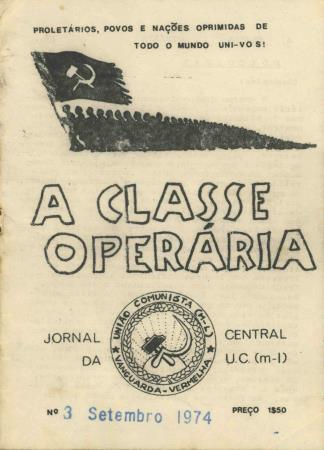 PROLETÁRIOS, POVOS E NAÇÕES OPRIMIDAS DE
TODO O MUNDO UNI-VOS!
A CLASSE
OPERÁRIA
UNIÃO COMUNISTA (M-L)
VANGUARDA-VERMELHA
JORNAL CENTRAL
DA U.C. (m-l)
Nº 3 Setembro 1974 PREÇO 1$50